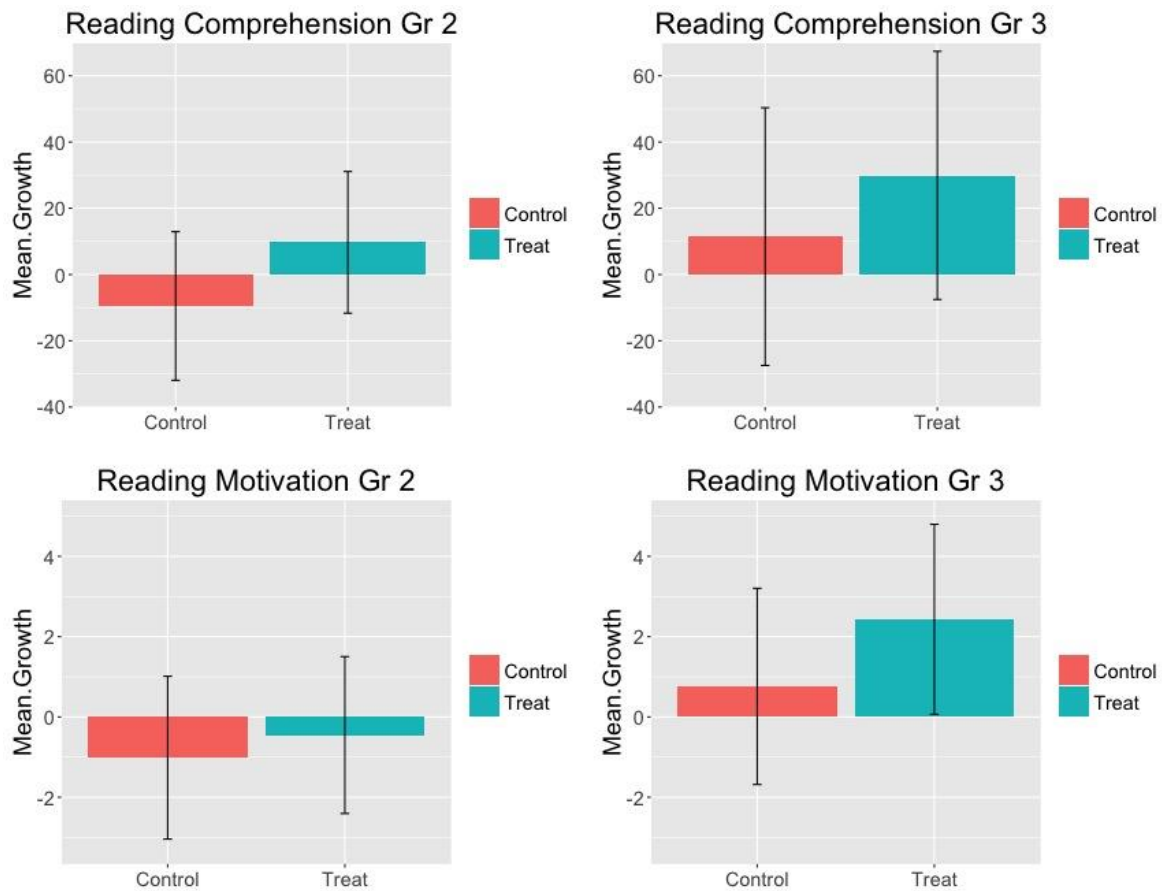 Reading Comprehension Gr 2
Mean.Growth
60
40
20
0
-20
-40
Control
Treat
Control
Treat
Reading Comprehension Gr 3
Mean.Growth
60
40
20
0
-20
-40
Control
Treat
Control
Treat
Reading Motivation Gr 2
Mean.Growth
4
2
0
-2
Control
Treat
Control
Treat
Reading Motivation Gr 3
Mean.Growth
4
2
0
-2
Control
Treat
Control
Treat